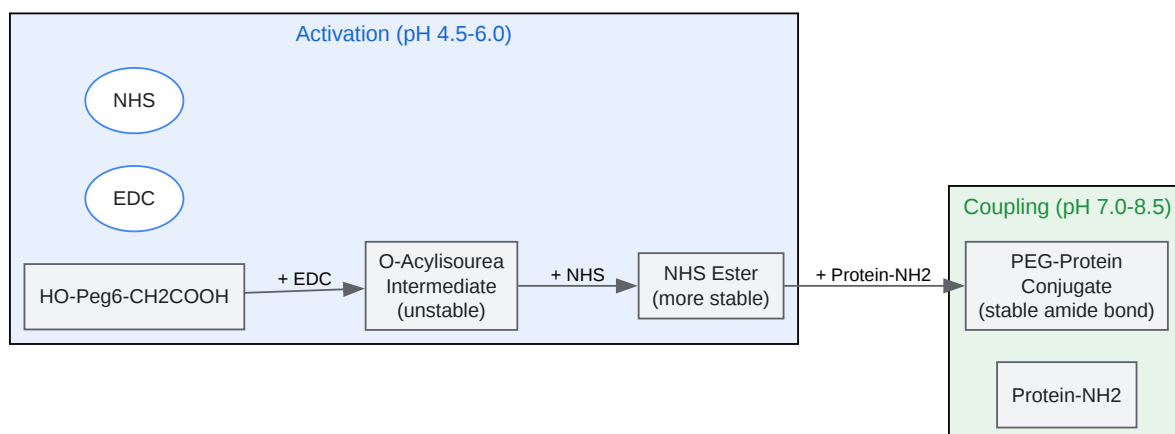 Activation (pH 4.5-6.0)
NHS
EDC
HO-Peg6-CH2COOH
+ EDC
O-Acylisourea
Intermediate
(unstable)
+ NHS
NHS Ester
(more stable)
+ Protein-NH2
Coupling (pH 7.0-8.5)
PEG-Protein
Conjugate
(stable amide bond)
Protein-NH2